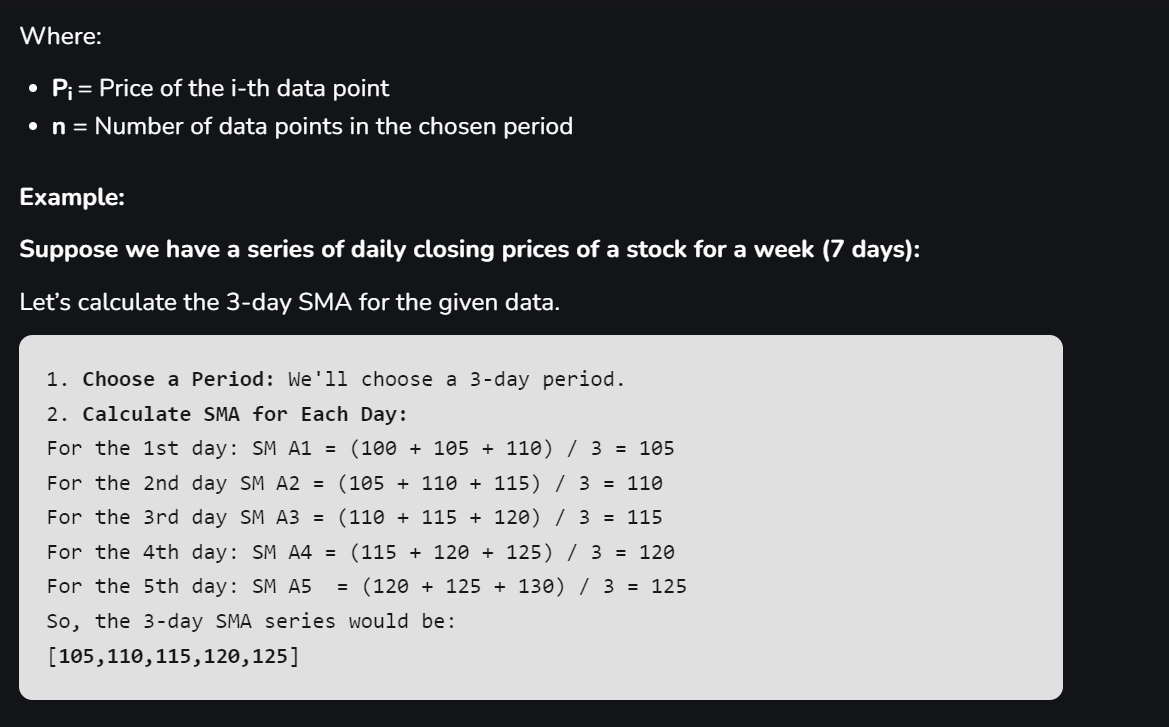 Where:
• Pi = Price of the i-th data point
• n = Number of data points in the chosen period
Example:
Suppose we have a series of daily closing prices of a stock for a week (7 days):
Let’s calculate the 3-day SMA for the given data.
1. Choose a Period: We'll choose a 3-day period.
2. Calculate SMA for Each Day:
For the 1st day: SM A1 = (100 + 105 + 110) / 3 = 105
For the 2nd day SM A2 = (105 + 110 + 115) / 3 = 110
For the 3rd day SM A3 = (110 + 115 + 120) / 3 = 115
For the 4th day: SM A4 = (115 + 120 + 125) / 3 = 120
For the 5th day: SM A5  = (120 + 125 + 130) / 3 = 125
So, the 3-day SMA series would be:
[105,110,115,120,125]